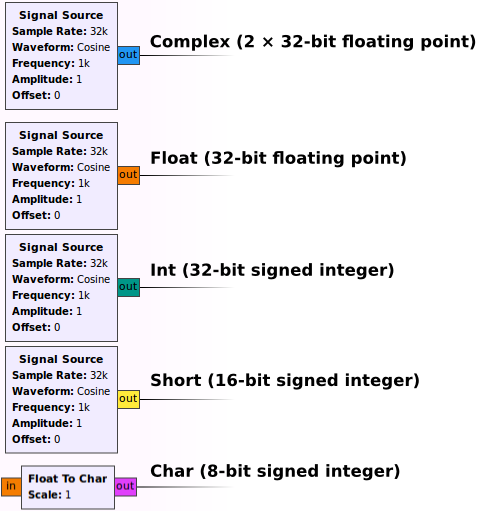 Signal Source
Sample Rate: 32k
Waveform: Cosine
Frequency: 1k
Amplitude: 1
Offset: 0
out
Complex (2 × 32-bit floating point)
Signal Source
Sample Rate: 32k
Waveform: Cosine
Frequency: 1k
Amplitude: 1
Offset: 0
out
Float (32-bit floating point)
Signal Source
Sample Rate: 32k
Waveform: Cosine
Frequency: 1k
Amplitude: 1
Offset: 0
out
Int (32-bit signed integer)
Signal Source
Sample Rate: 32k
Waveform: Cosine
Frequency: 1k
Amplitude: 1
Offset: 0
out
Short (16-bit signed integer)
in
Float To Char
Scale: 1
out
Char (8-bit signed integer)